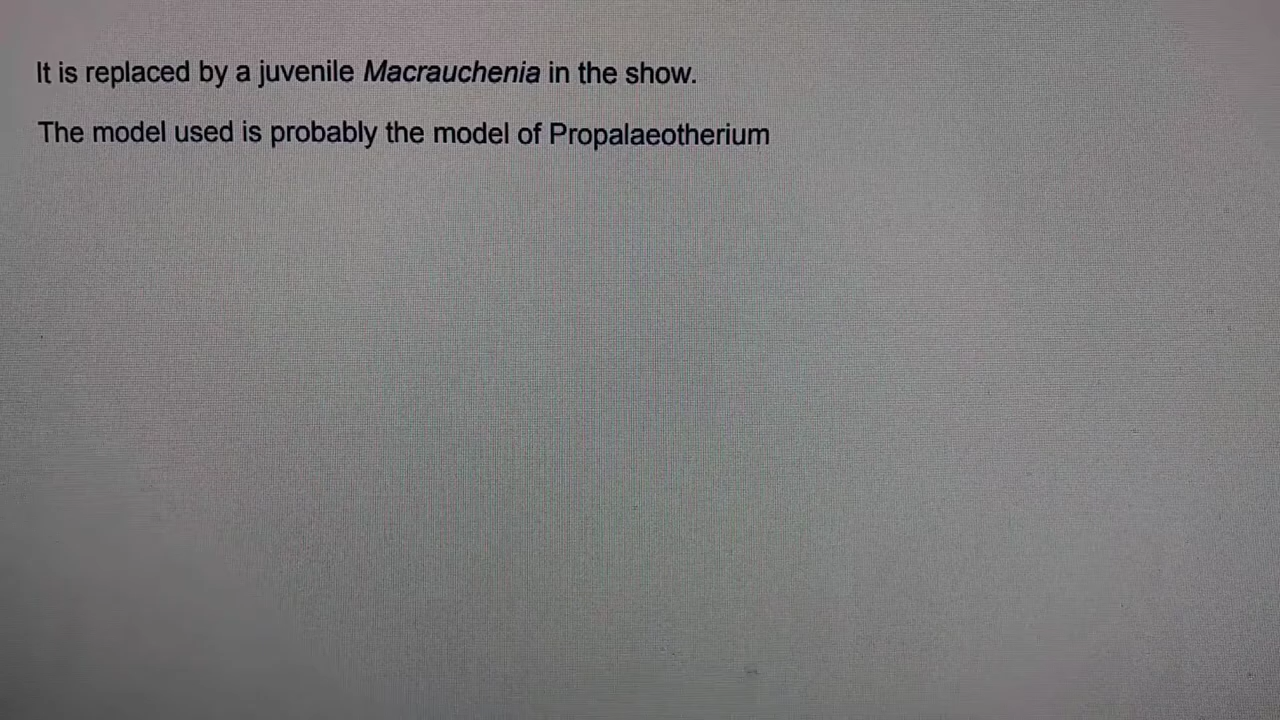 It is replaced by a juvenile Macrauchenia in the show.
The model used is probably the model of Propalaeotherium